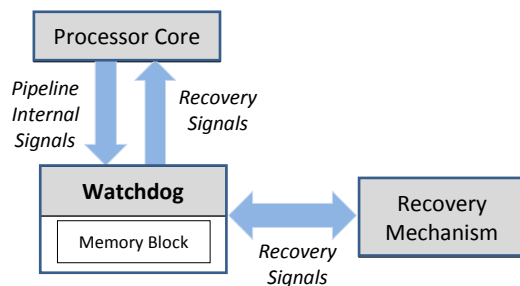 Processor Core
Pipeline
Internal
Signals
Recovery
Signals
Watchdog
Memory Block
Recovery
Signals
Recovery
Mechanism